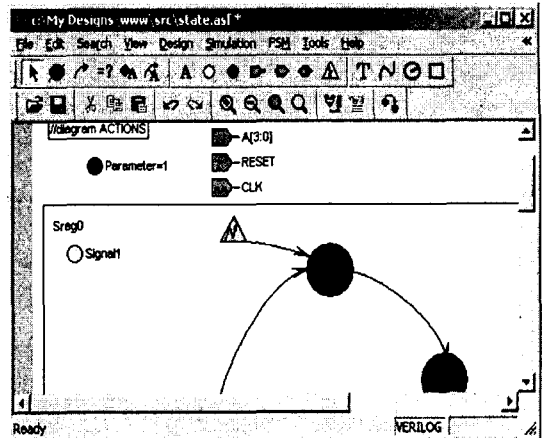 c:\My Designs\_www\src\state.asf *
File Edit Search View Design Simulation FSM Tools Help
//diagram ACTIONS
A[3:0]
Parameter=1
RESET
CLK
Sreg0
Signal1
Ready
VERILOG